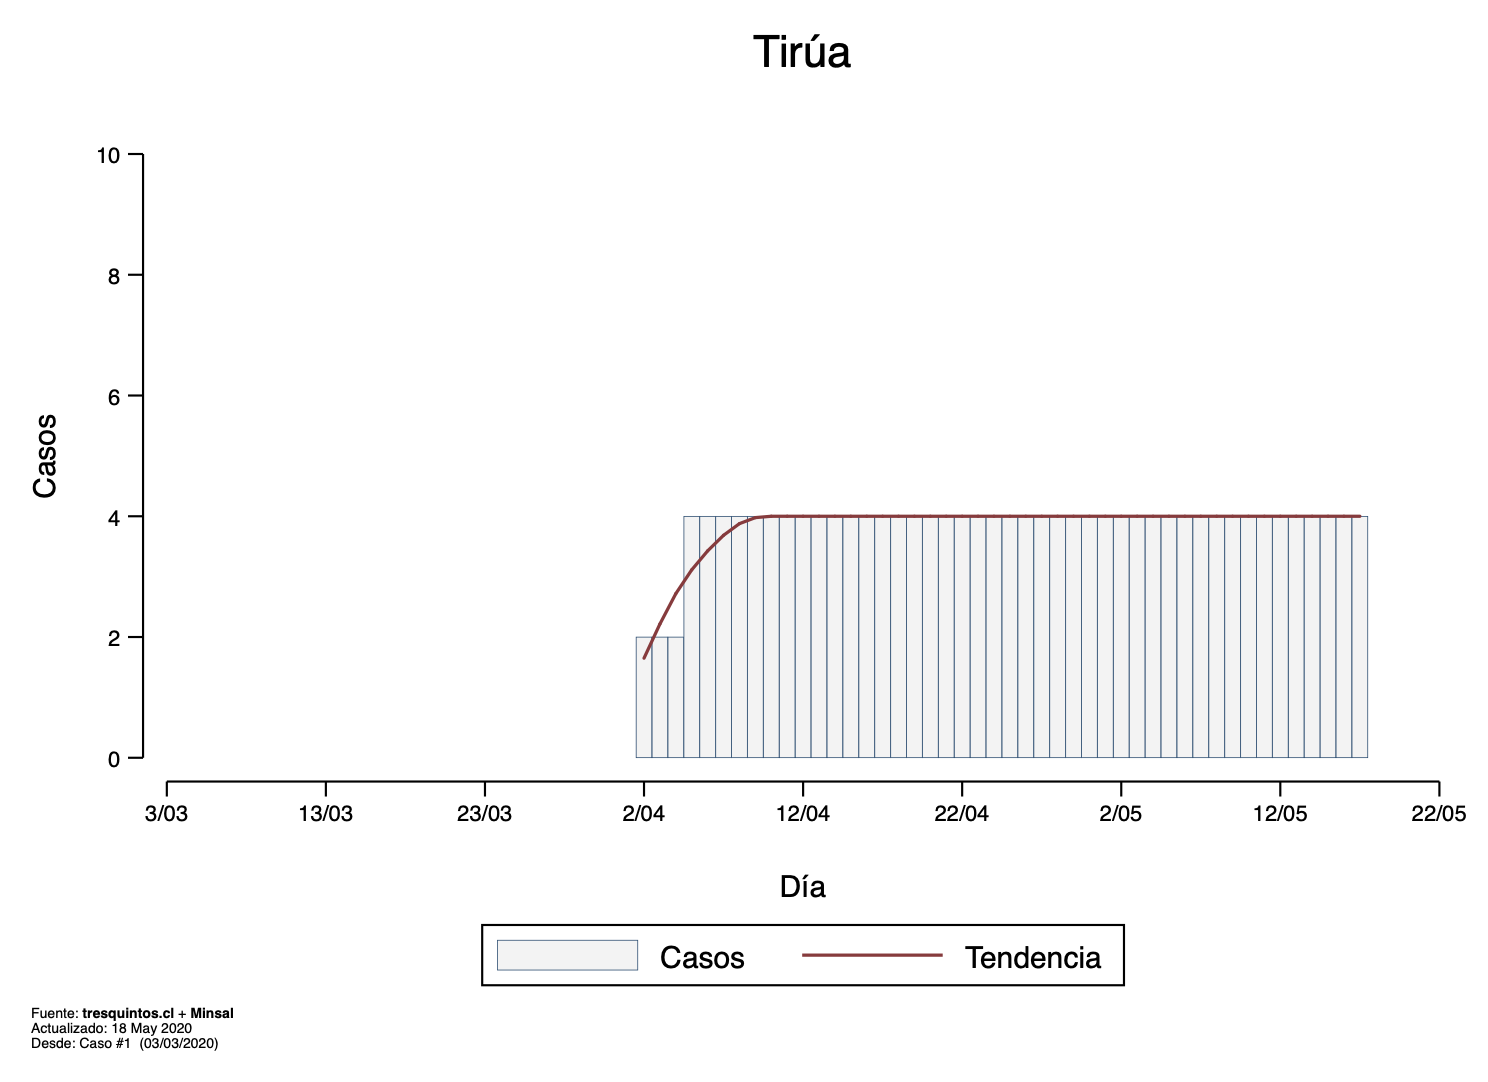 Tirúa
10
8
6
4
2
0
Casos
3/03 13/03 23/03 2/04 12/04 22/04 2/05 12/05 22/05
Día
Casos Tendencia
Fuente: tresquintos.cl + Minsal
Actualizado: 18 May 2020
Desde: Caso #1 (03/03/2020)